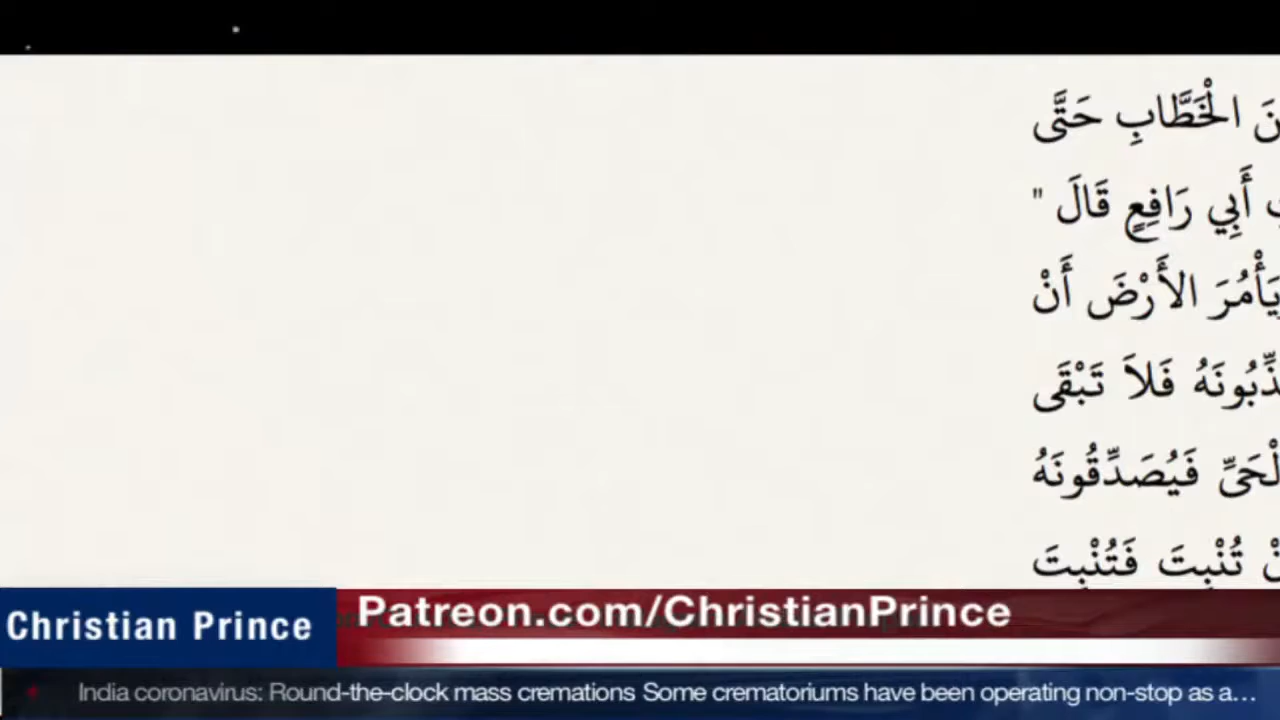 الْخَطَّابِ حَتَّى
أَبِي رَافِعٍ قَالَ "
يَأْمُرَ الأَرْضَ أَنْ
فَلاَ تَبْقَى
فَيُصَدِّقُونَهُ
تُنْبِتَ فَتُنْبِتَ
Patreon.com/ChristianPrince
Christian Prince
India coronavirus: Round-the-clock mass cremations Some crematoriums have been operating non-stop as a...